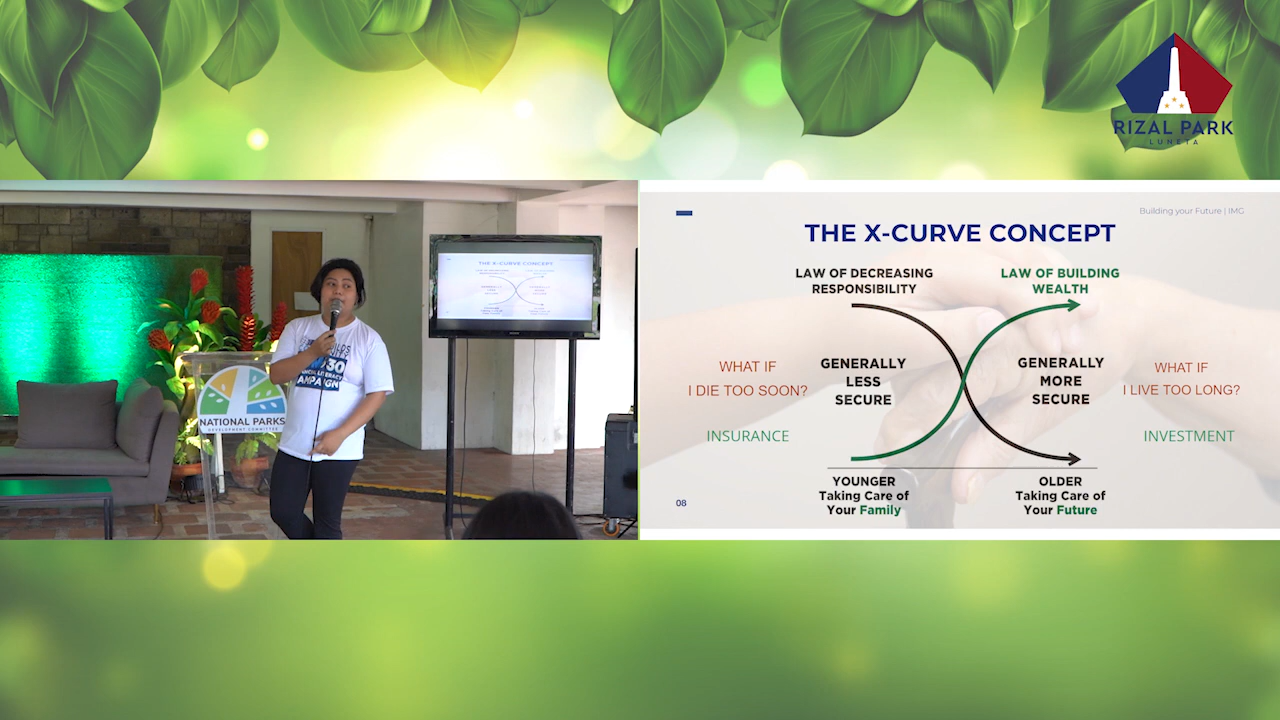 RIZAL PARK
LUNETA
Building your Future | IMG
THE X-CURVE CONCEPT
LAW OF DECREASING
RESPONSIBILITY
LAW OF BUILDING
WEALTH
WHAT IF
I DIE TOO SOON?
INSURANCE
GENERALLY
LESS
SECURE
GENERALLY
MORE
SECURE
WHAT IF
I LIVE TOO LONG?
INVESTMENT
YOUNGER
Taking Care of
Your Family
OLDER
Taking Care of
Your Future
08
THE X-CURVE CONCEPT
NATIONAL PARKS
DEVELOPMENT COMMITTEE